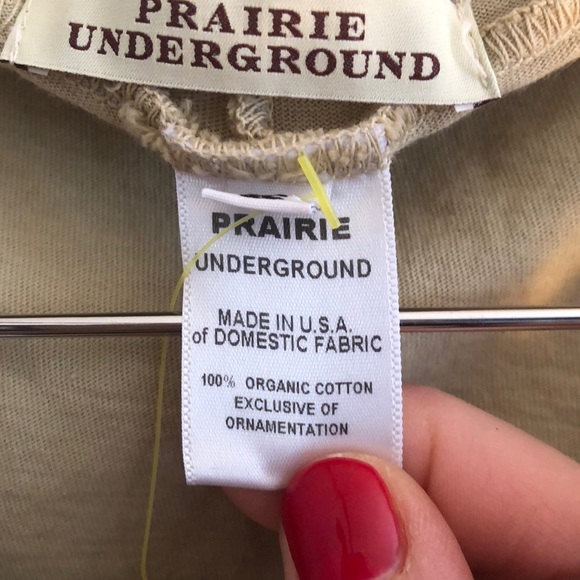 PRAIRIE
UNDERGROUND
PRAIRIE
UNDERGROUND
MADE IN U.S.A.
of DOMESTIC FABRIC
100% ORGANIC COTTON
EXCLUSIVE OF
ORNAMENTATION